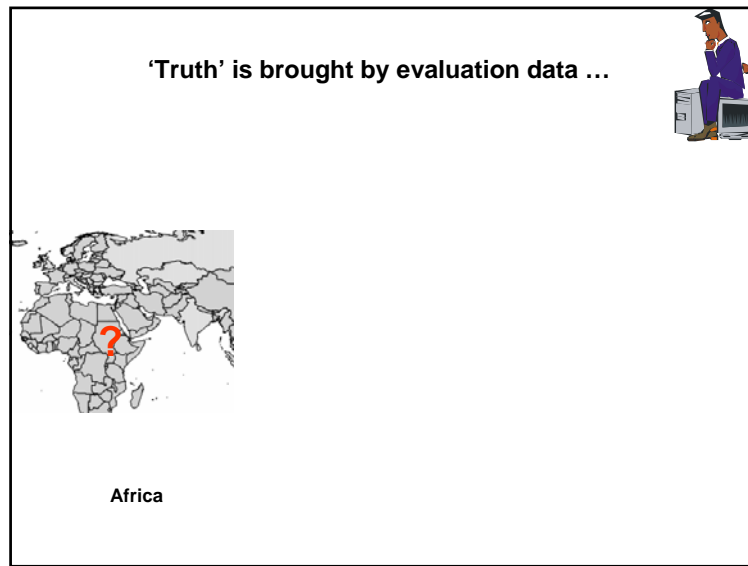 ‘Truth’ is brought by evaluation data …
?
Africa